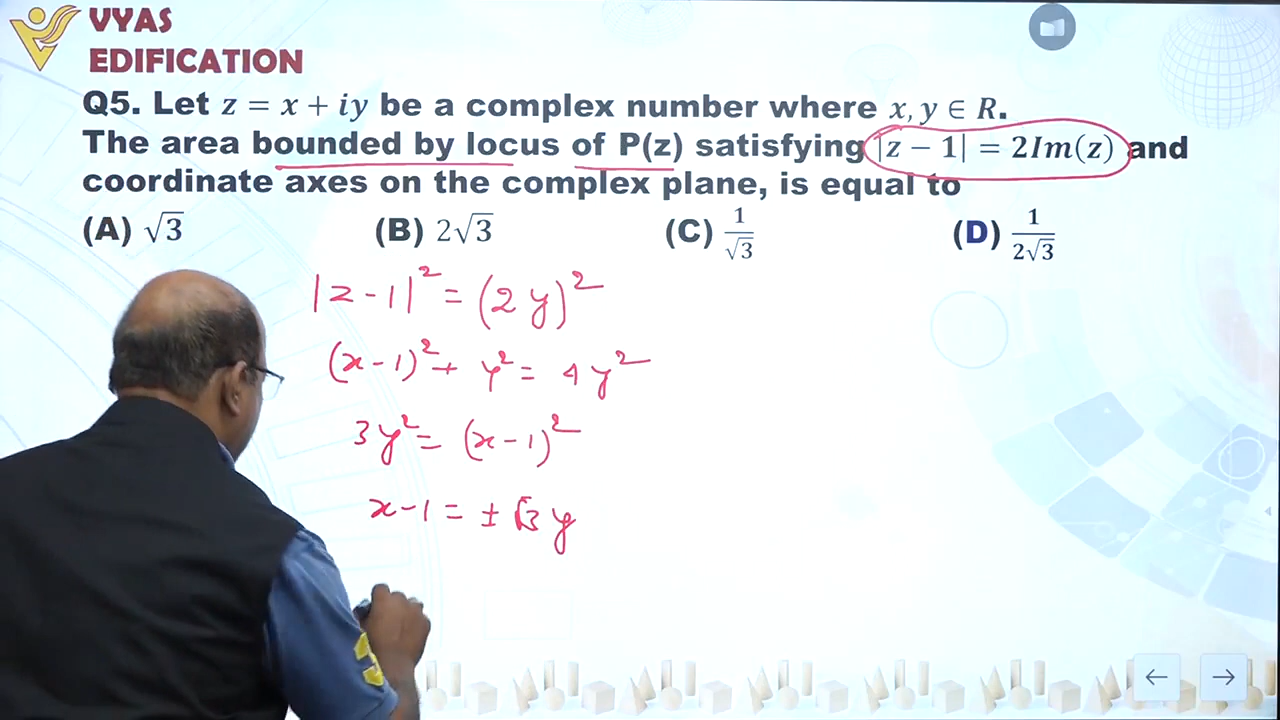 VYAS
EDIFICATION
Q5. Let z = x + iy be a complex number where x, y ∈ R.
The area bounded by locus of P(z) satisfying |z − 1| = 2Im(z) and
coordinate axes on the complex plane, is equal to
(A) √3 (B) 2√3 (C) 1/√3 (D) 1/2√3
|z-1|² = (2y)²
(x-1)² + y² = 4y²
3y² = (x-1)²
x-1 = ± √3 y